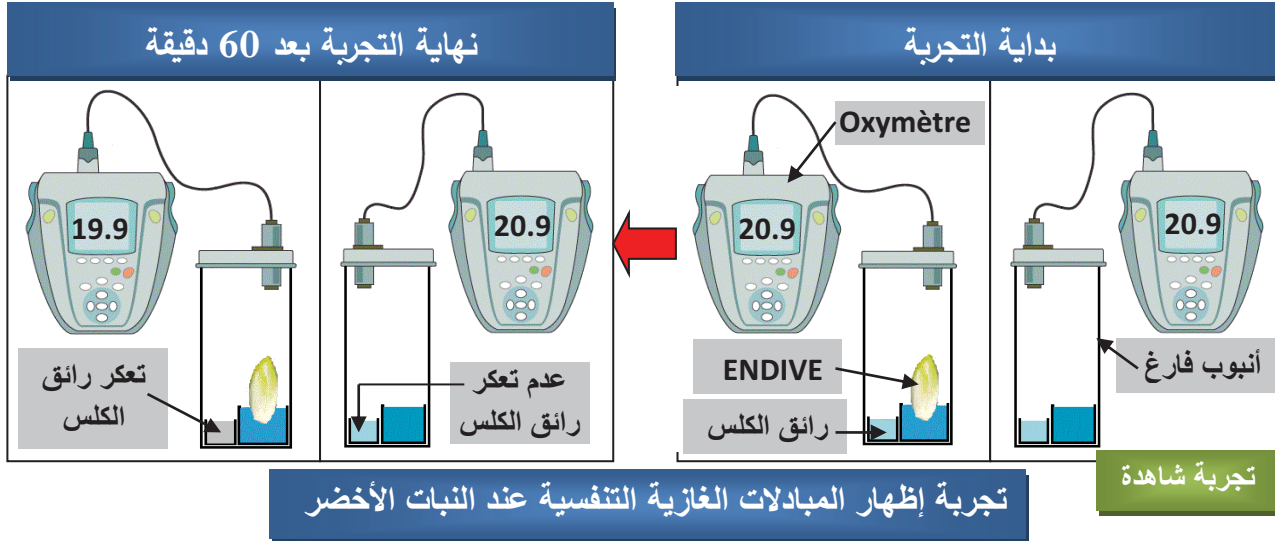 بداية التجربة
نهاية التجربة بعد 60 دقيقة
Oxymètre
20.9
20.9
20.9
19.9
أنبوب فارغ
ENDIVE
رائق الكلس
عدم تعكر
رائق الكلس
تعكر رائق
الكلس
تجربة شاهدة
تجربة إظهار المبادلات الغازية التنفسية عند النبات الأخضر